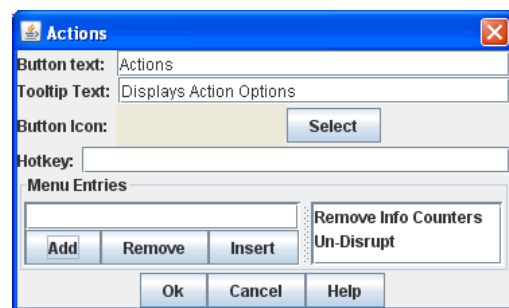 Actions
Button text: Actions
Tooltip Text: Displays Action Options
Button Icon: Select
Hotkey:
Menu Entries
Remove Info Counters
Un-Disrupt
Add Remove Insert
Ok Cancel Help